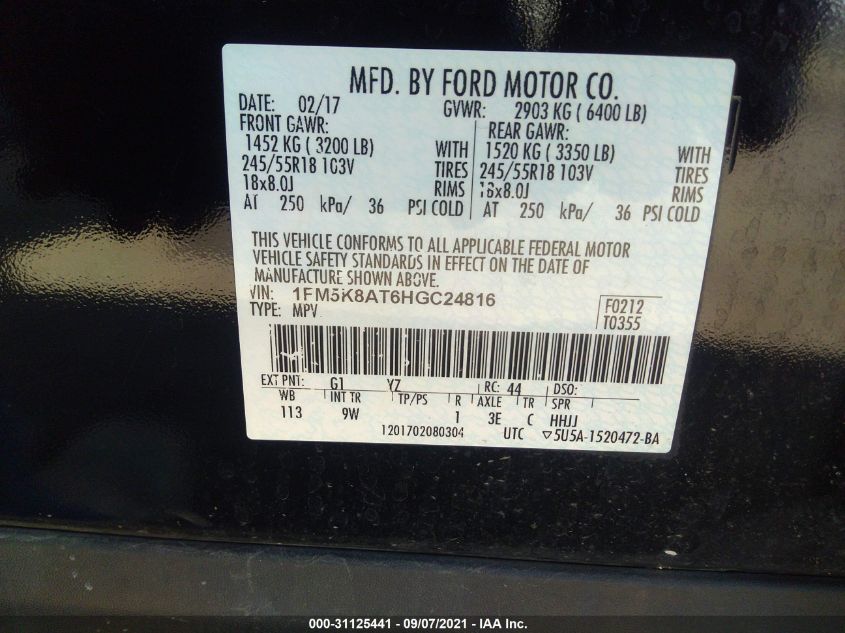 MFD. BY FORD MOTOR CO.
DATE: 02/17 GVWR: 2903 KG ( 6400 LB)
FRONT GAWR: REAR GAWR:
1452 KG ( 3200 LB) WITH 1520 KG ( 3350 LB) WITH
245/55R18 103V TIRES 245/55R18 103V TIRES
18x8.0J RIMS 18x8.0J RIMS
AT 250 kPa/ 36 PSI COLD AT 250 kPa/ 36 PSI COLD
THIS VEHICLE CONFORMS TO ALL APPLICABLE FEDERAL MOTOR
VEHICLE SAFETY STANDARDS IN EFFECT ON THE DATE OF
MANUFACTURE SHOWN ABOVE.
VIN: 1FM5K8AT6HGC24816 F0212
TYPE: MPV T0355
EXT PNT: G1 YZ RC: 44 DSO:
WB INT TR TP/PS R AXLE TR SPR
113 9W 1 3E C HHJJ
1201702080304 UTC ▽5U5A-1520472-BA
000-31125441 - 09/07/2021 - IAA Inc.